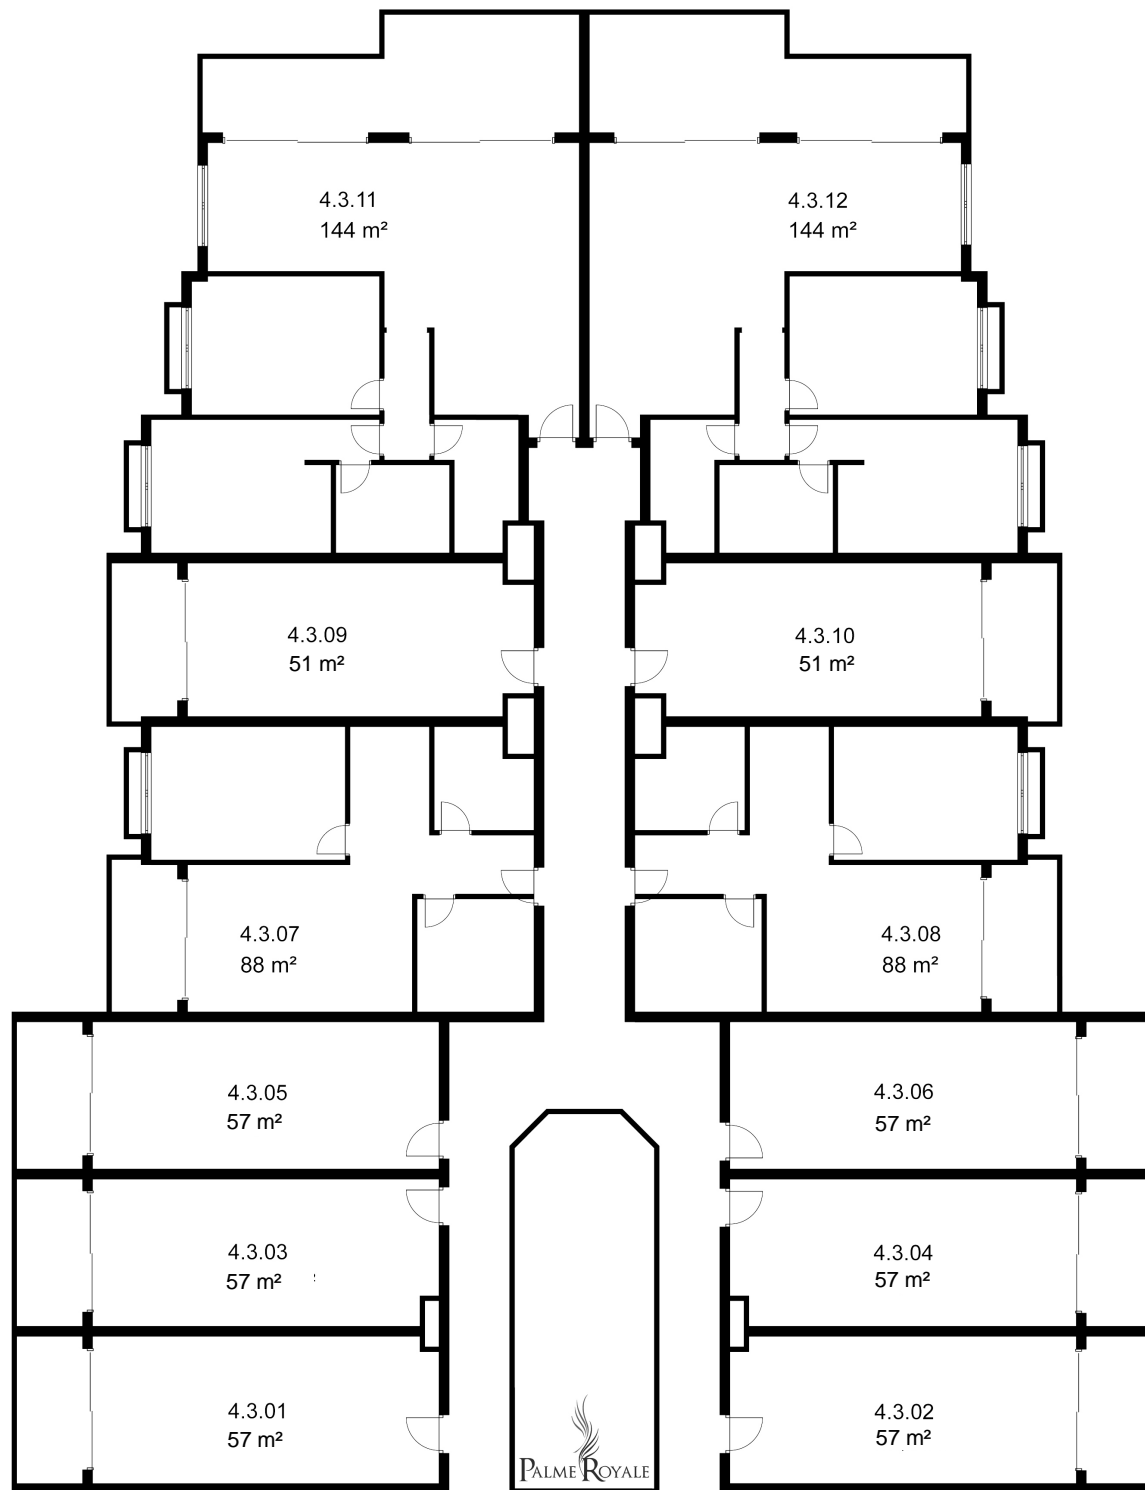 4.3.11
144 m²
4.3.12
144 m²
4.3.09
51 m²
4.3.10
51 m²
4.3.07
88 m²
4.3.08
88 m²
4.3.05
57 m²
4.3.06
57 m²
4.3.03
57 m²
4.3.04
57 m²
4.3.01
57 m²
4.3.02
57 m²
PALME ROYALE